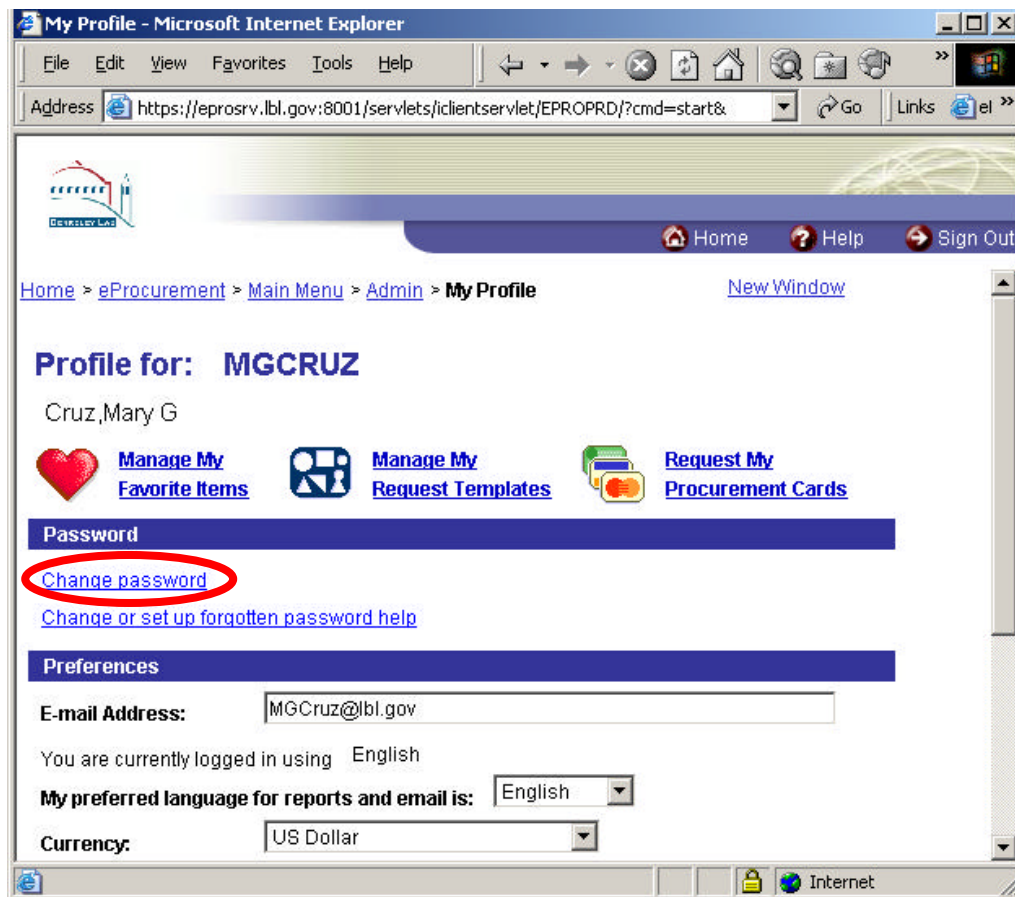 My Profile - Microsoft Internet Explorer
File Edit View Favorites Tools Help »
Address https://eprosrv.lbl.gov:8001/servlets/iclientservlet/EPROPRD/?cmd=start& Go Links el »
BERKELEY LAB
Home Help Sign Out
Home > eProcurement > Main Menu > Admin > My Profile New Window
Profile for: MGCRUZ
Cruz,Mary G
Manage My Favorite Items
Manage My Request Templates
Request My Procurement Cards
Password
Change password
Change or set up forgotten password help
Preferences
E-mail Address: MGCruz@lbl.gov
You are currently logged in using English
My preferred language for reports and email is: English
Currency: US Dollar
Internet